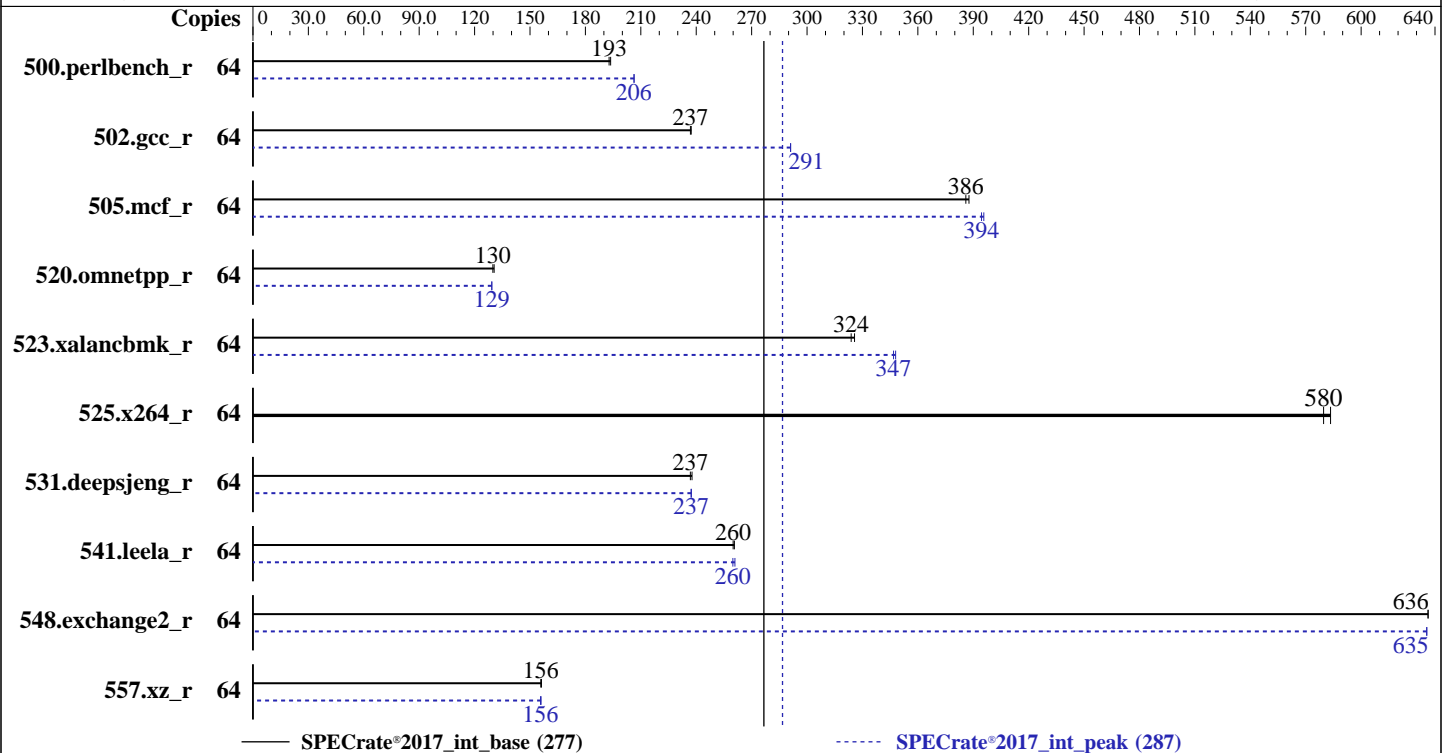 Copies 0 30.0 60.0 90.0 120 150 180 210 240 270 300 330 360 390 420 450 480 510 540 570 600 640
193
500.perlbench_r 64
206
237
502.gcc_r 64
291
386
505.mcf_r 64
394
130
520.omnetpp_r 64
129
324
523.xalancbmk_r 64
347
580
525.x264_r 64
237
531.deepsjeng_r 64
237
260
541.leela_r 64
260
636
548.exchange2_r 64
635
156
557.xz_r 64
156
SPECrate®2017_int_base (277) SPECrate®2017_int_peak (287)